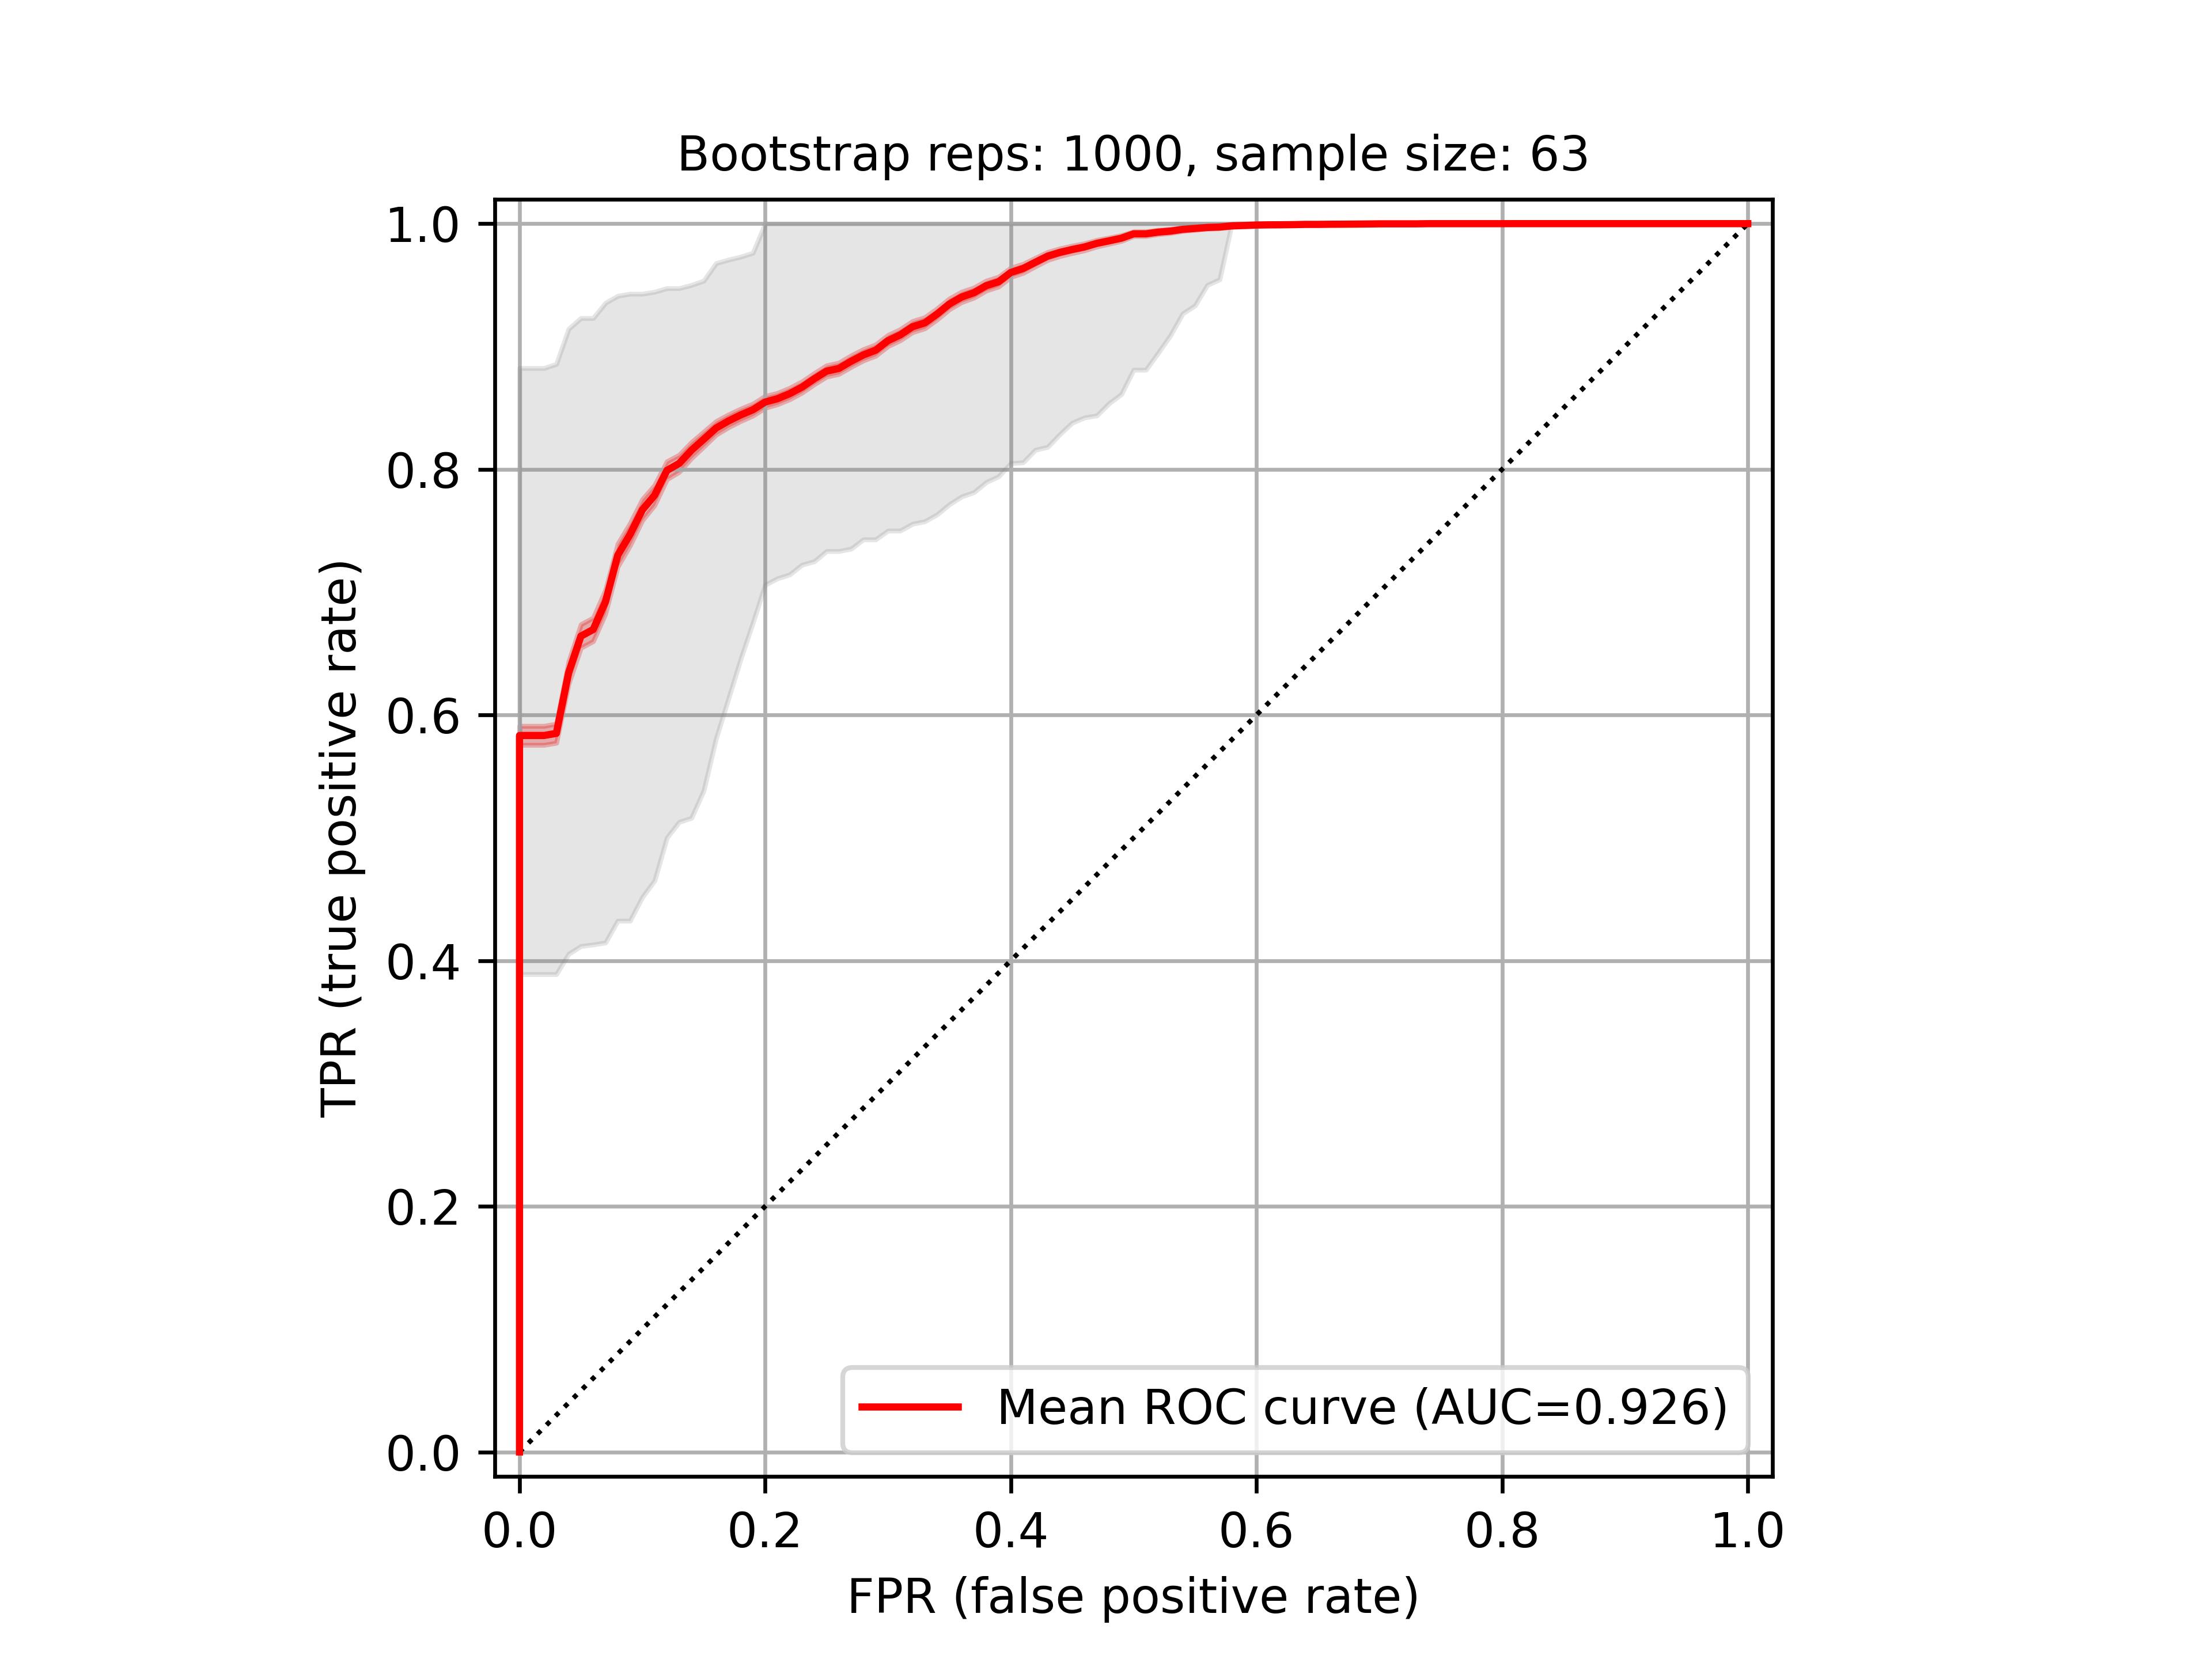 Bootstrap reps: 1000, sample size: 63
1.0
0.8
0.6
0.4
0.2
0.0
TPR (true positive rate)
Mean ROC curve (AUC=0.926)
0.0 0.2 0.4 0.6 0.8 1.0
FPR (false positive rate)